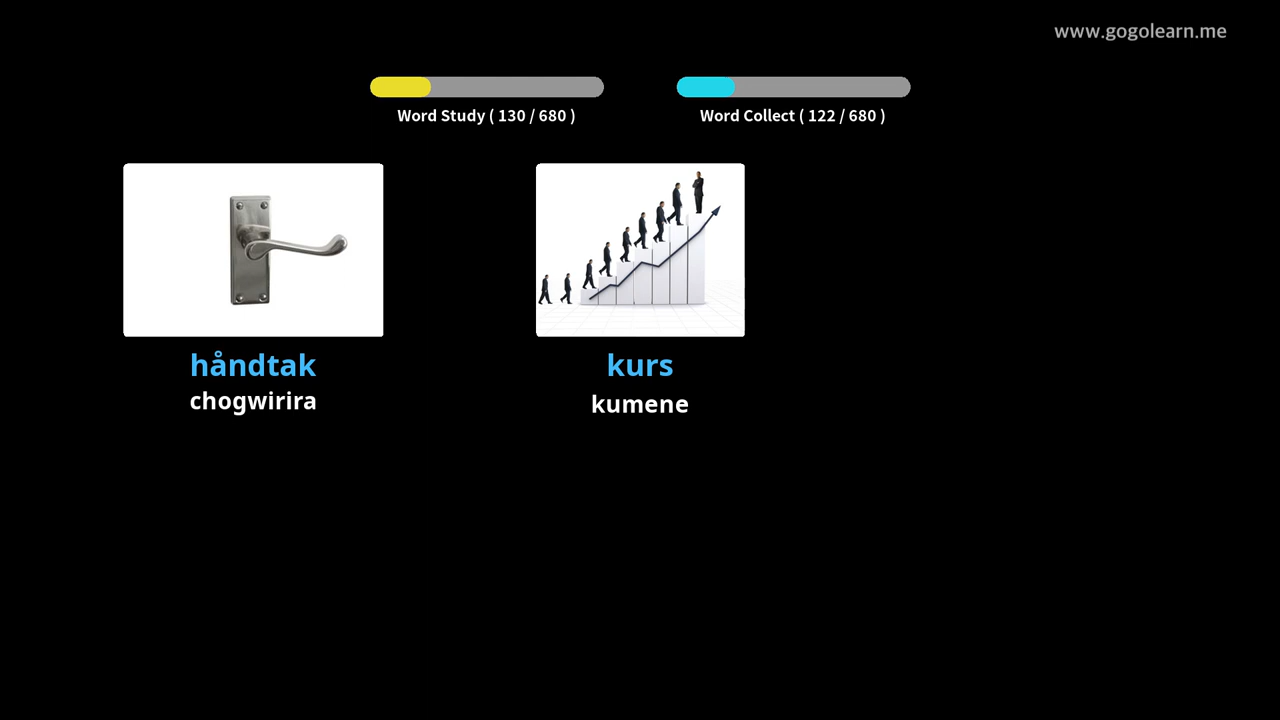 www.gogolearn.me
Word Study ( 130 / 680 )
Word Collect ( 122 / 680 )
håndtak
chogwirira
kurs
kumene